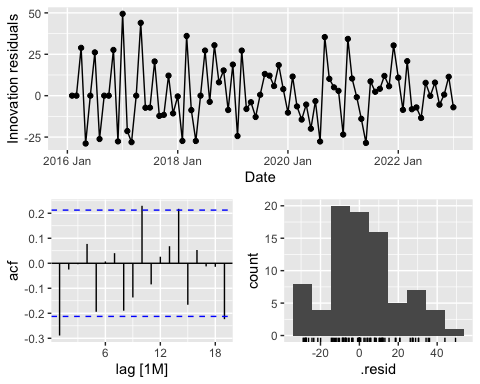 Innovation residuals
50
25
0
-25
2016 Jan
2018 Jan
2020 Jan
2022 Jan
Date
acf
0.2
0.1
0.0
-0.1
-0.2
-0.3
6
12
18
lag [1M]
count
20
15
10
5
0
-20
0
20
40
.resid